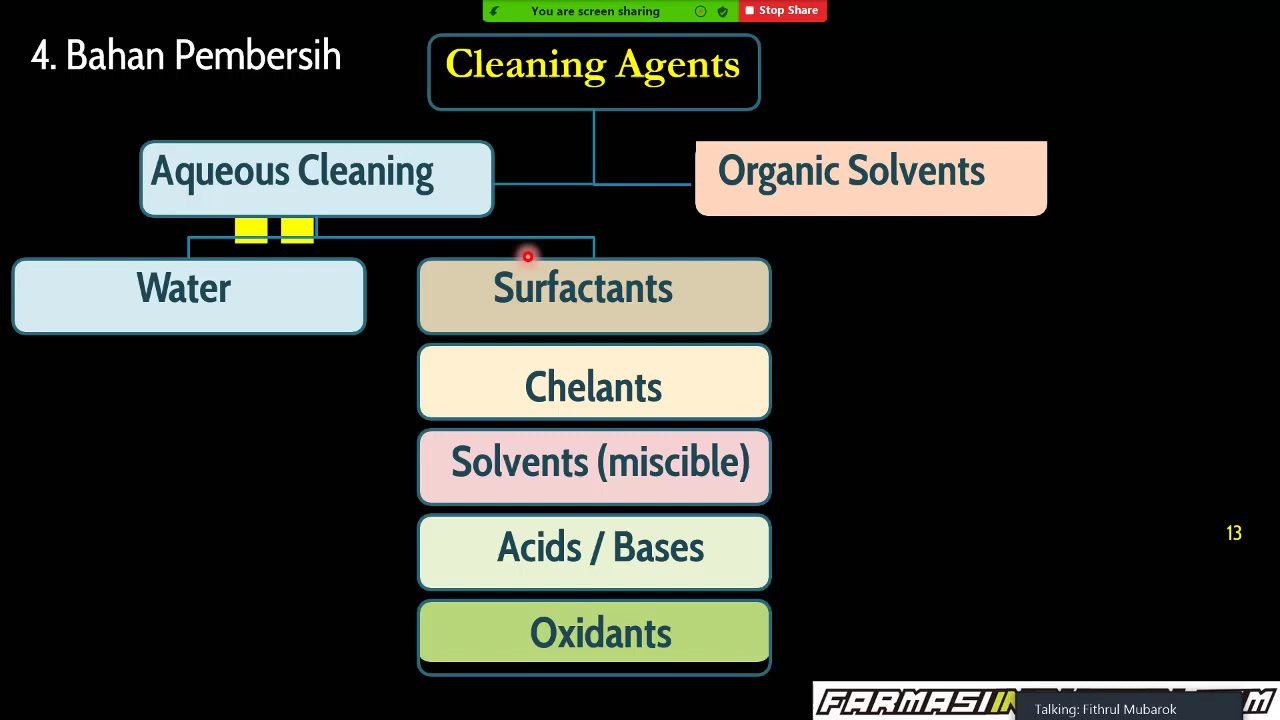 You are screen sharing
Stop Share
4. Bahan Pembersih
Cleaning Agents
Aqueous Cleaning
Organic Solvents
Water
Surfactants
Chelants
Solvents (miscible)
Acids / Bases
13
Oxidants
FARMASI
Talking: Fithrul Mubarok